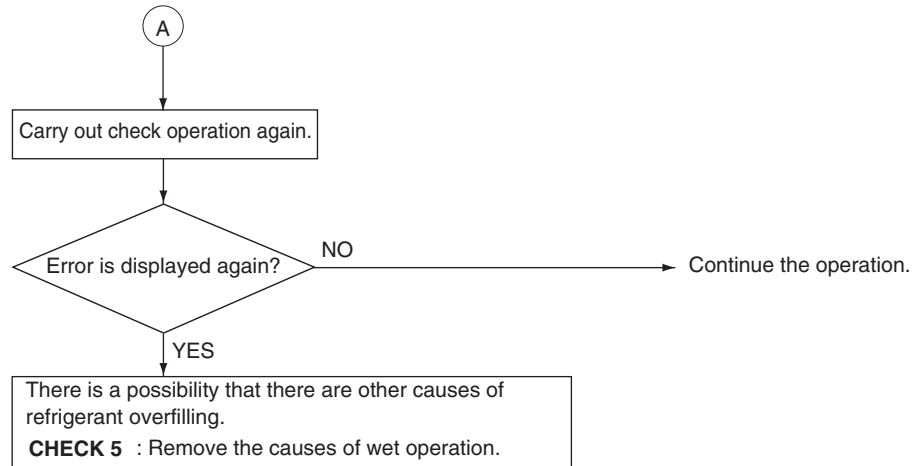 A
Carry out check operation again.
Error is displayed again?
NO
Continue the operation.
YES
There is a possibility that there are other causes of
refrigerant overfilling.
CHECK 5 : Remove the causes of wet operation.